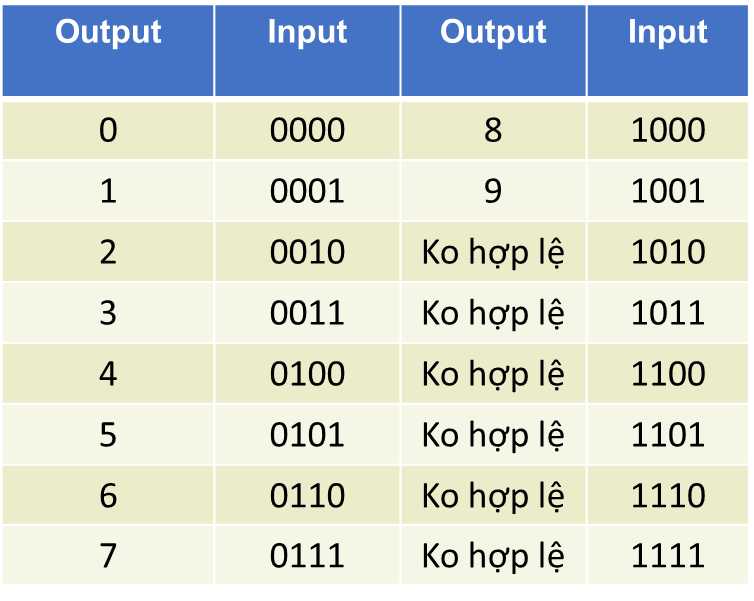 Output Input Output Input
0 0000 8 1000
1 0001 9 1001
2 0010 Ko hợp lệ 1010
3 0011 Ko hợp lệ 1011
4 0100 Ko hợp lệ 1100
5 0101 Ko hợp lệ 1101
6 0110 Ko hợp lệ 1110
7 0111 Ko hợp lệ 1111